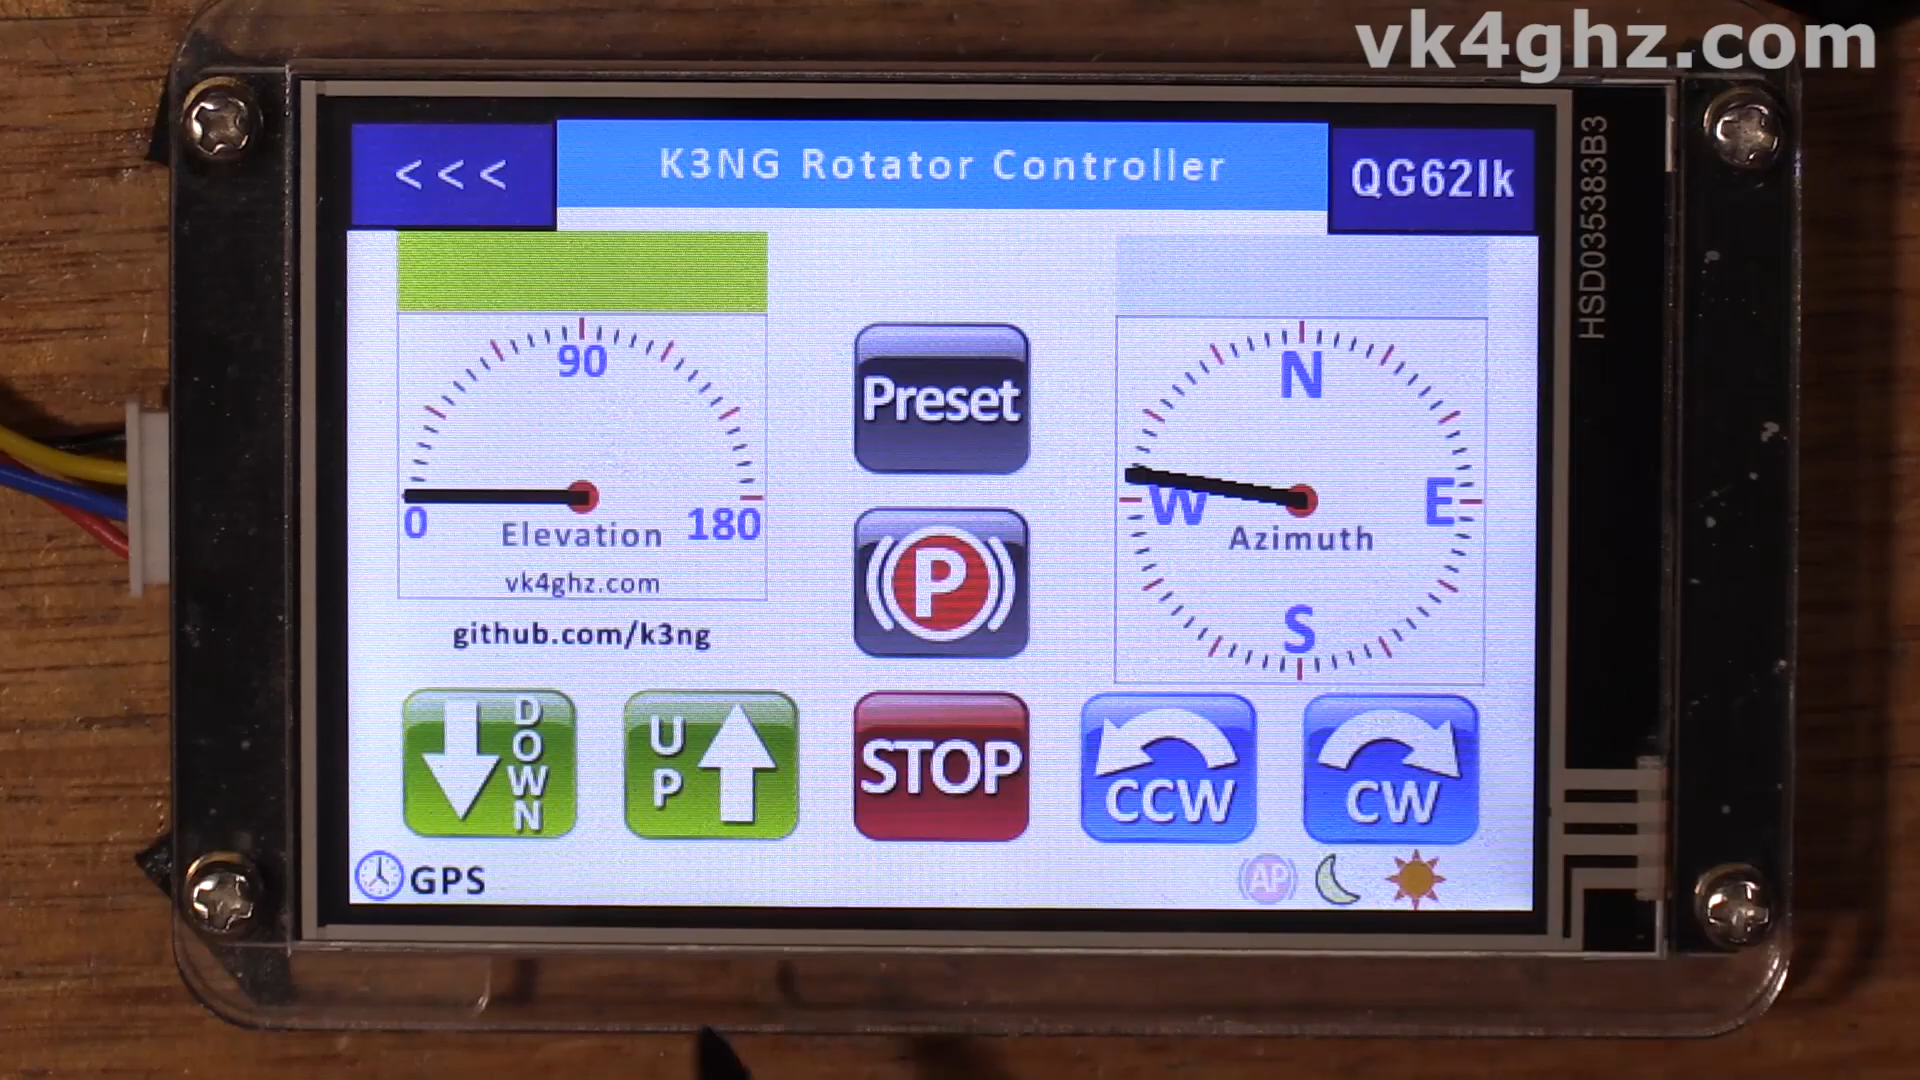 vk4ghz.com
<<<
K3NG Rotator Controller
QG62lk
HSD035383B3
90
0
180
Elevation
vk4ghz.com
github.com/k3ng
Preset
P
N
W
E
Azimuth
S
DOWN
UP
STOP
CCW
CW
GPS
AP